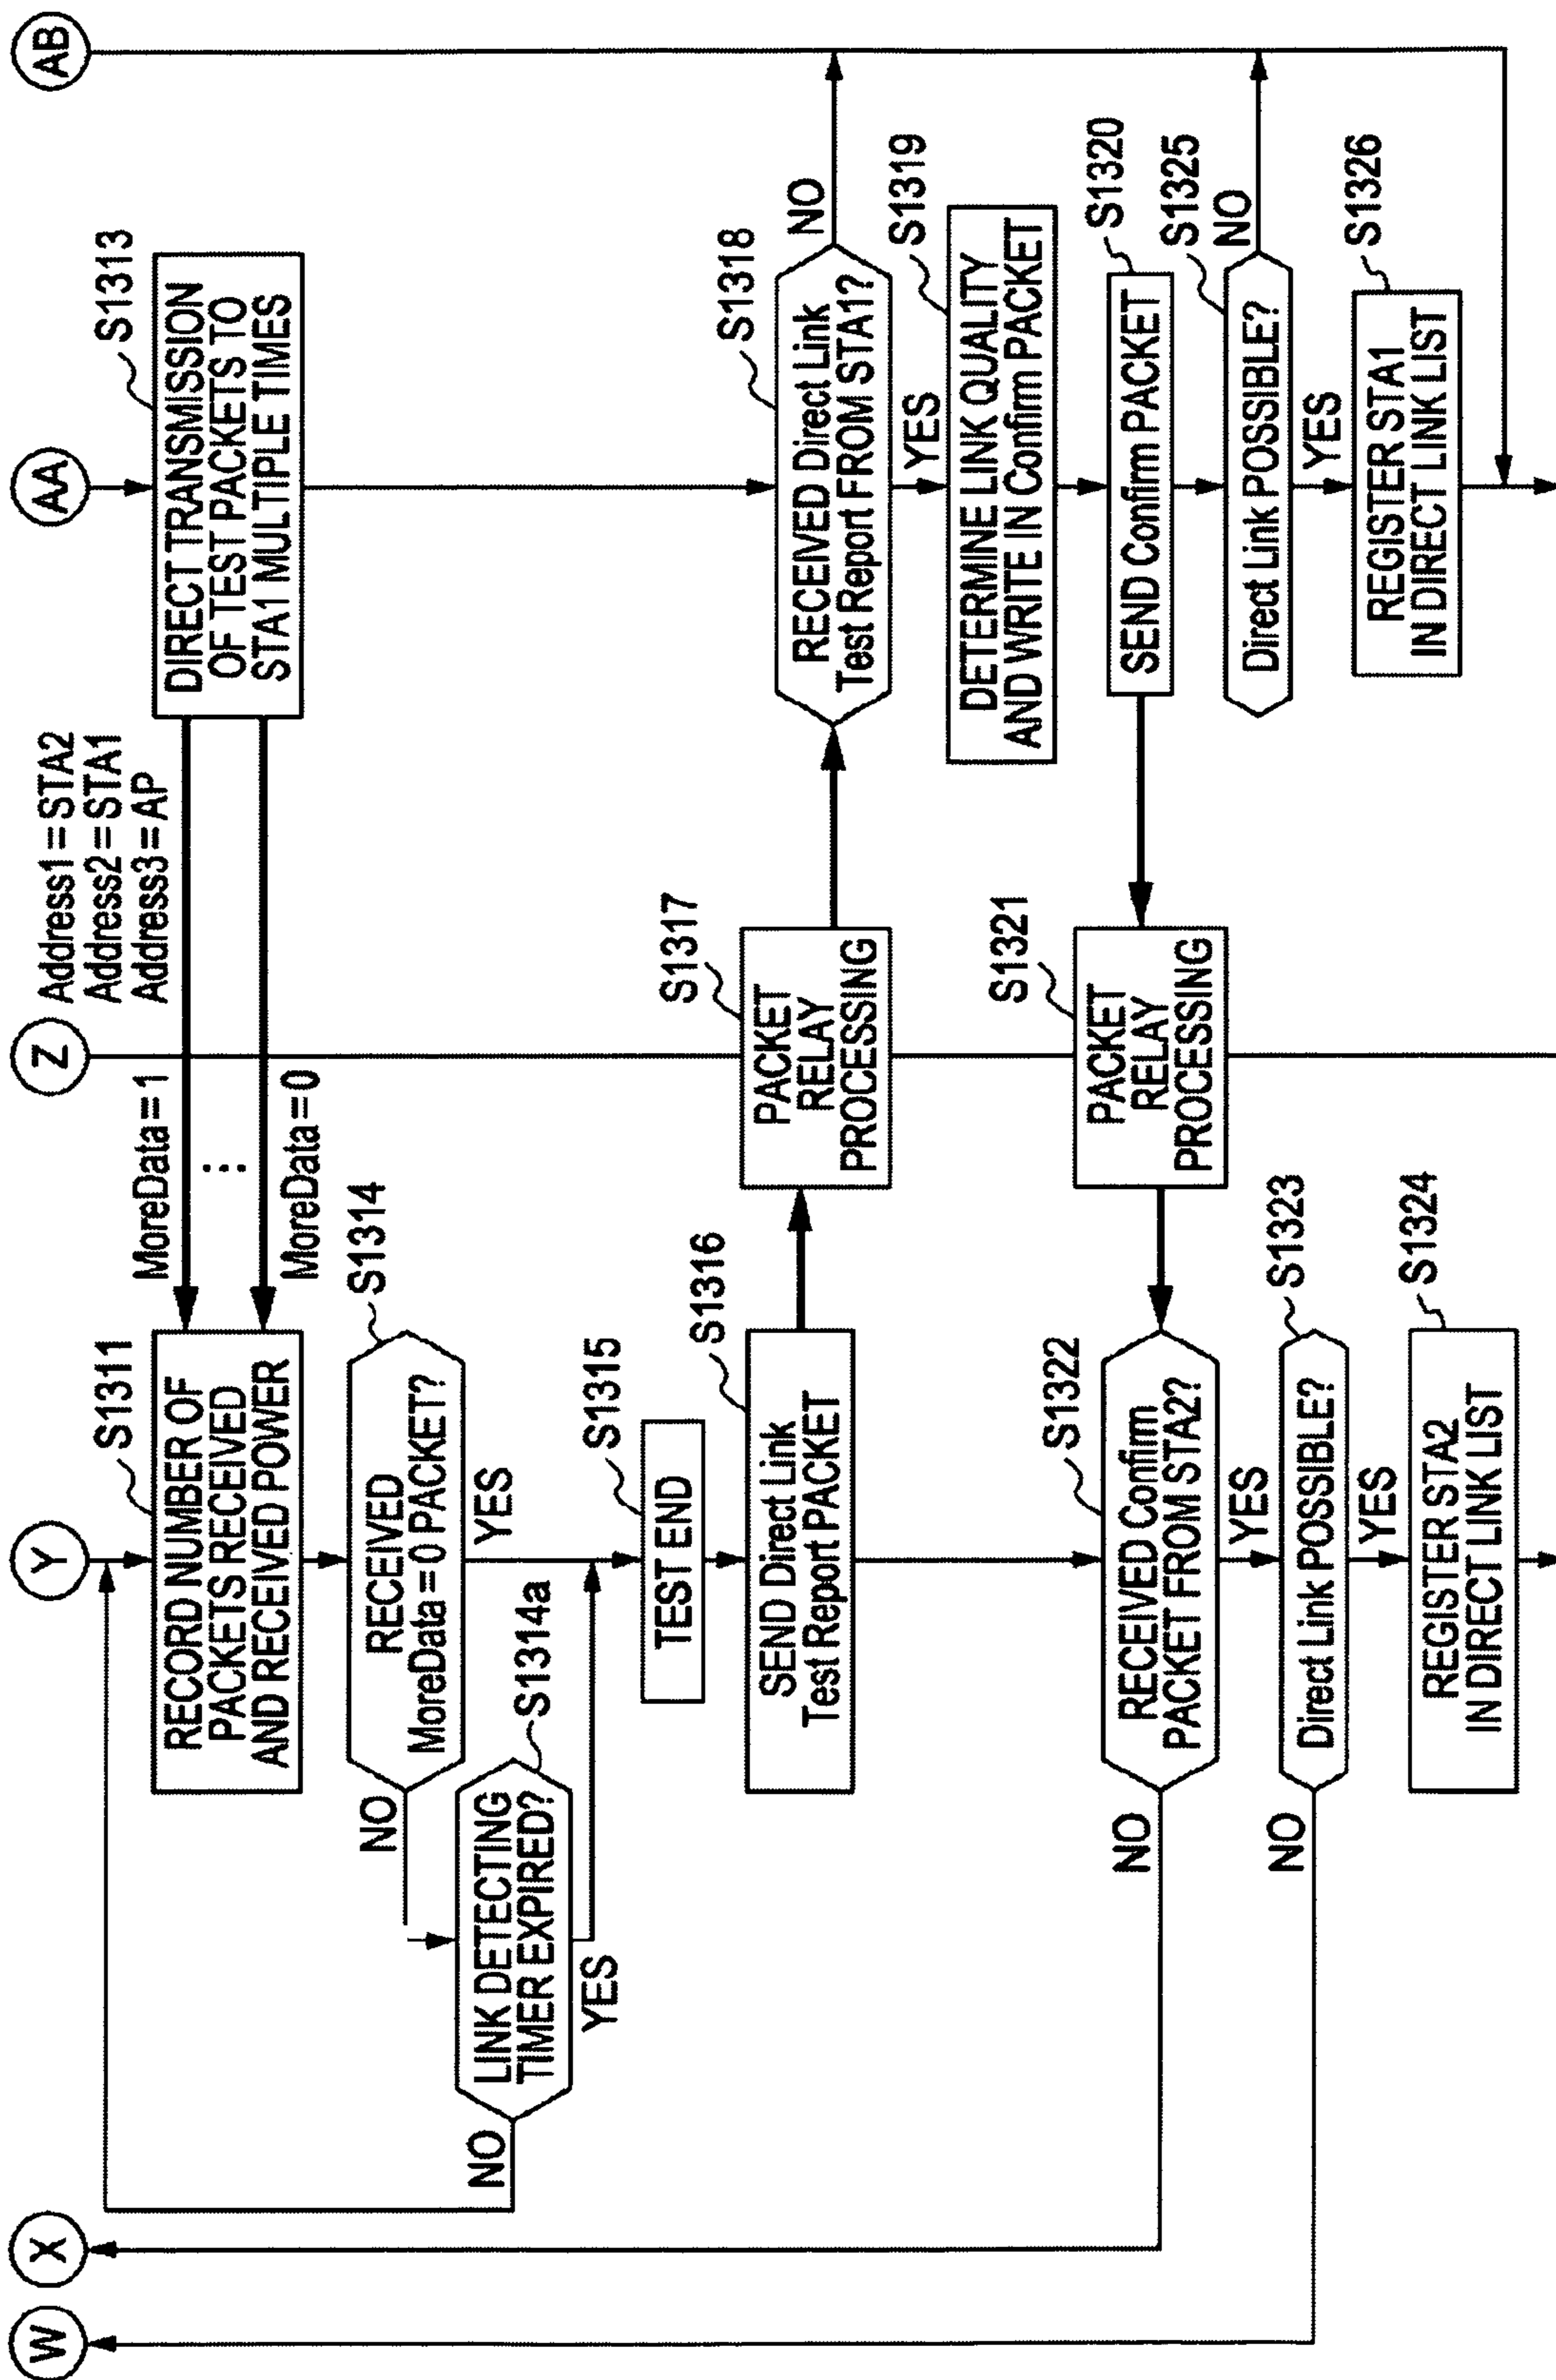 W
X
Y
Z
AA
AB
Address1=STA2
Address2=STA1
Address3=AP
S1313
DIRECT TRANSMISSION
OF TEST PACKETS TO
STA1 MULTIPLE TIMES
MoreData=1
...
MoreData=0
S1311
RECORD NUMBER OF
PACKETS RECEIVED
AND RECEIVED POWER
S1314
RECEIVED
MoreData=0 PACKET?
NO
YES
S1314a
LINK DETECTING
TIMER EXPIRED?
NO
YES
S1315
TEST END
S1316
SEND Direct Link
Test Report PACKET
S1317
PACKET
RELAY
PROCESSING
S1318
RECEIVED Direct Link
Test Report FROM STA1?
NO
YES
S1319
DETERMINE LINK QUALITY
AND WRITE IN Confirm PACKET
S1320
SEND Confirm PACKET
S1321
PACKET
RELAY
PROCESSING
S1322
RECEIVED Confirm
PACKET FROM STA2?
NO
YES
S1323
Direct Link POSSIBLE?
NO
YES
S1324
REGISTER STA2
IN DIRECT LINK LIST
S1325
Direct Link POSSIBLE?
NO
YES
S1326
REGISTER STA1
IN DIRECT LINK LIST